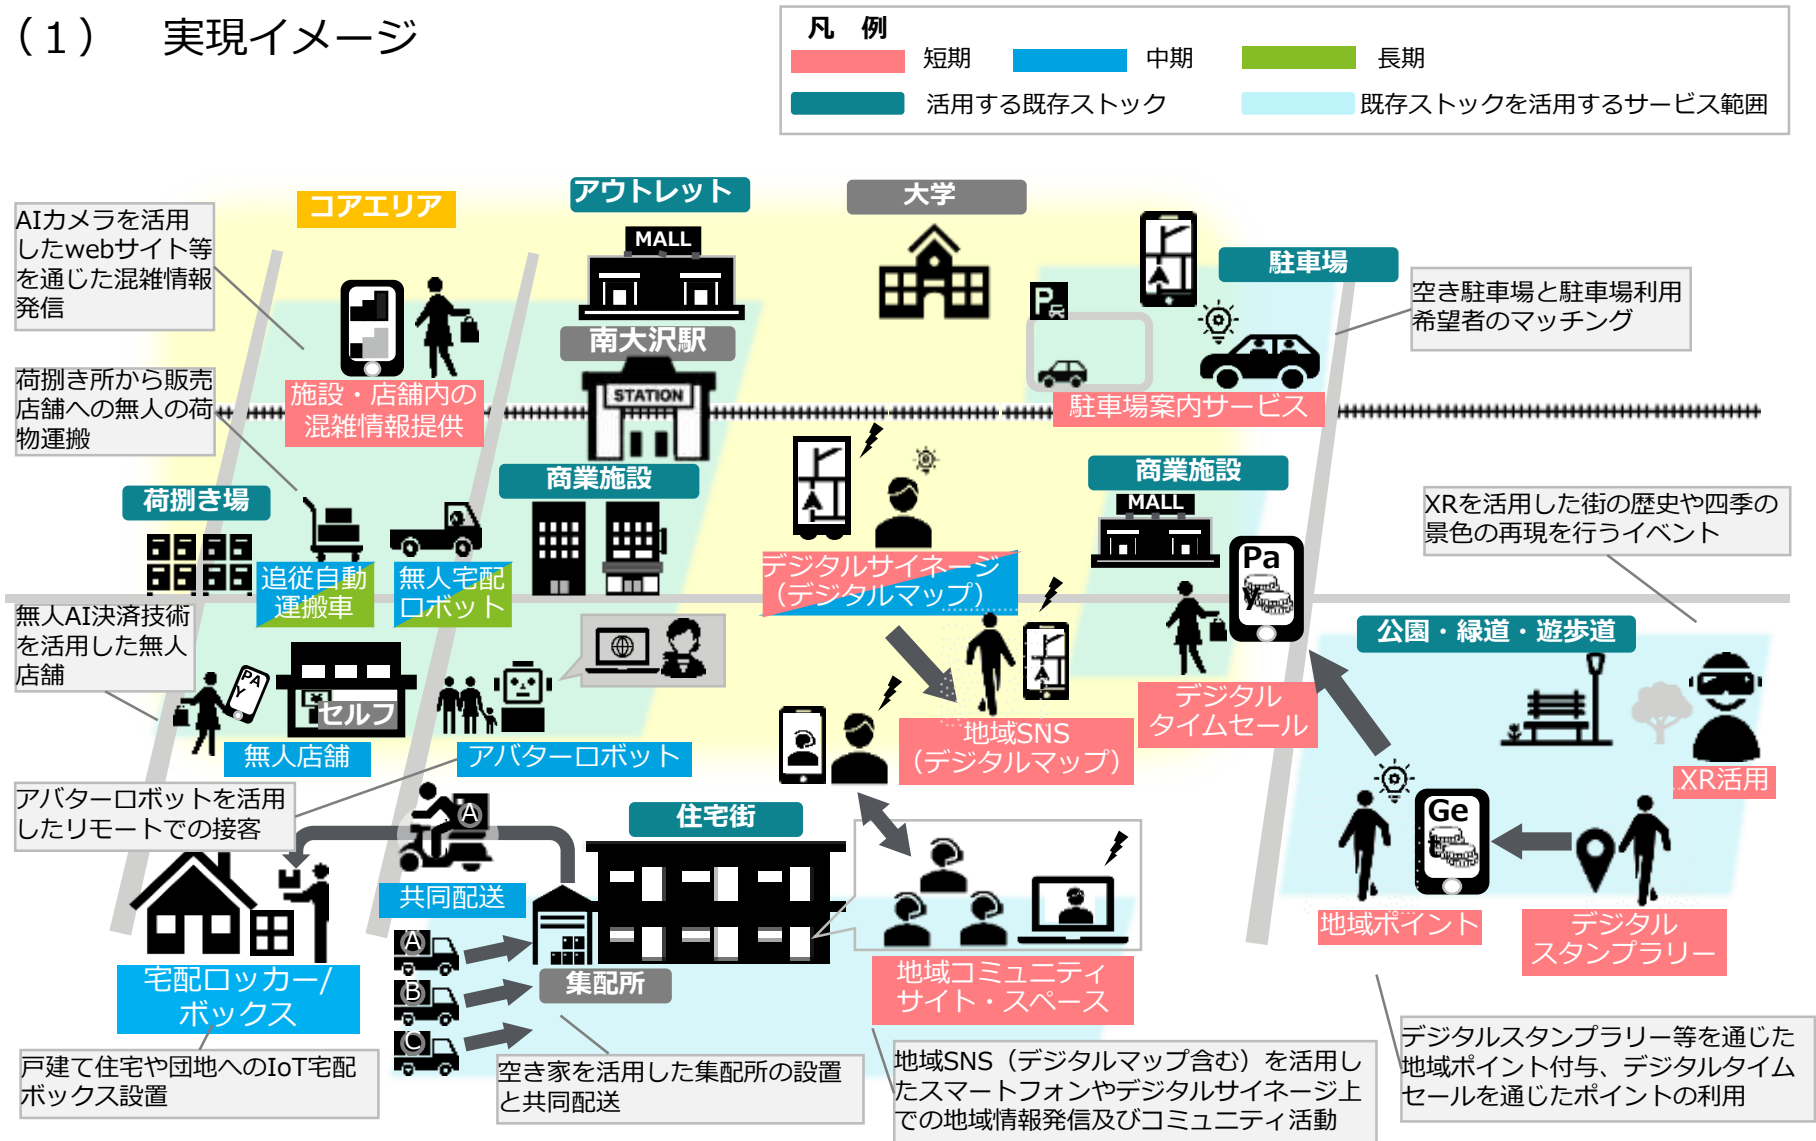 （１）　実現イメージ
凡　例
短期
中期
長期
活用する既存ストック
既存ストックを活用するサービス範囲
コアエリア
アウトレット
大学
AIカメラを活用
したwebサイト等
を通じた混雑情報
発信
MALL
駐車場
空き駐車場と駐車場利用
希望者のマッチング
P
南大沢駅
STATION
荷捌き所から販売
店舗への無人の荷
物運搬
施設・店舗内の
混雑情報提供
駐車場案内サービス
荷捌き場
商業施設
商業施設
MALL
XRを活用した街の歴史や四季の
景色の再現を行うイベント
追従自動
運搬車
無人宅配
ロボット
デジタルサイネージ
（デジタルマップ）
Pa
y
無人AI決済技術
を活用した無人
店舗
PA
Y
セルフ
公園・緑道・遊歩道
無人店舗
アバターロボット
地域SNS
（デジタルマップ）
デジタル
タイムセール
XR活用
アバターロボットを活用
したリモートでの接客
A
住宅街
共同配送
Ge
t
地域ポイント
デジタル
スタンプラリー
A
B
C
集配所
宅配ロッカー/
ボックス
地域コミュニティ
サイト・スペース
戸建て住宅や団地へのIoT宅配
ボックス設置
空き家を活用した集配所の設置
と共同配送
地域SNS（デジタルマップ含む）を活用し
たスマートフォンやデジタルサイネージ上
での地域情報発信及びコミュニティ活動
デジタルスタンプラリー等を通じた
地域ポイント付与、デジタルタイム
セールを通じたポイントの利用